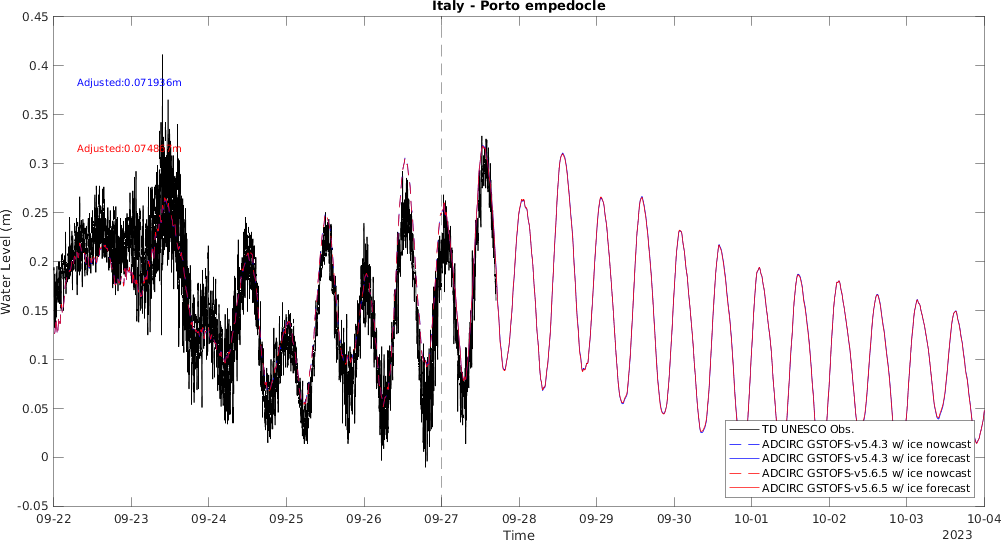 Italy - Porto empedocle
Water Level (m)
0.45
0.4
0.35
0.3
0.25
0.2
0.15
0.1
0.05
0
-0.05
Adjusted:0.071936m
TD UNESCO Obs.
ADCIRC GSTOFS-v5.4.3 w/ ice nowcast
ADCIRC GSTOFS-v5.4.3 w/ ice forecast
ADCIRC GSTOFS-v5.6.5 w/ ice nowcast
ADCIRC GSTOFS-v5.6.5 w/ ice forecast
09-22 09-23 09-24 09-25 09-26 09-27 09-28 09-29 09-30 10-01 10-02 10-03 10-04
2023
Time